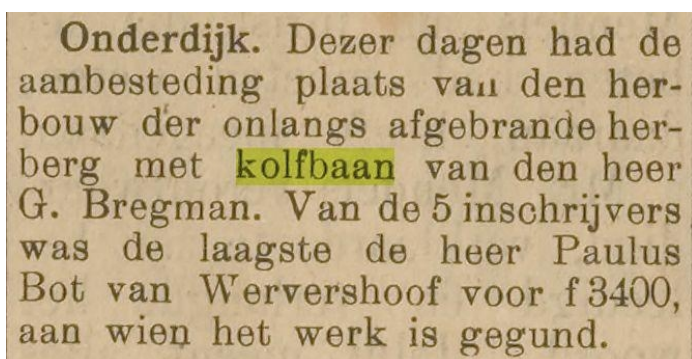 Onderdijk. Dezer dagen had de
aanbesteding plaats van den her-
bouw der onlangs afgebrande her-
berg met kolfbaan van den heer
G. Bregman. Van de 5 inschrijvers
was de laagste de heer Paulus
Bot van Wervershoof voor f 3400,
aan wien het werk is gegund.